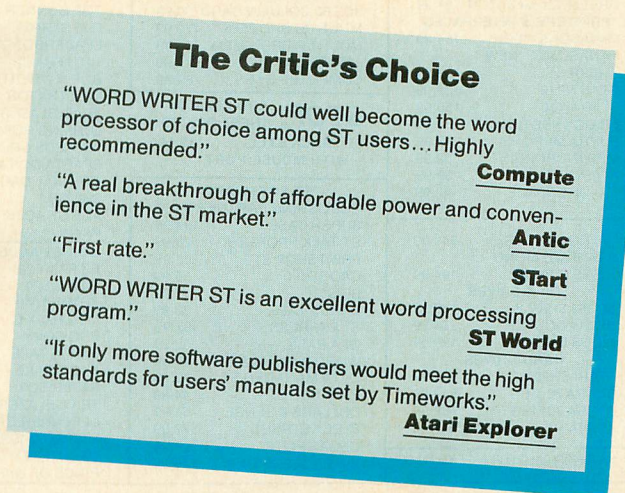 The Critic's Choice
"WORD WRITER ST could well become the word
processor of choice among ST users...Highly
recommended."
Compute
"A real breakthrough of affordable power and conven-
ience in the ST market."
Antic
"First rate."
STart
"WORD WRITER ST is an excellent word processing
program."
ST World
"If only more software publishers would meet the high
standards for users' manuals set by Timeworks."
Atari Explorer